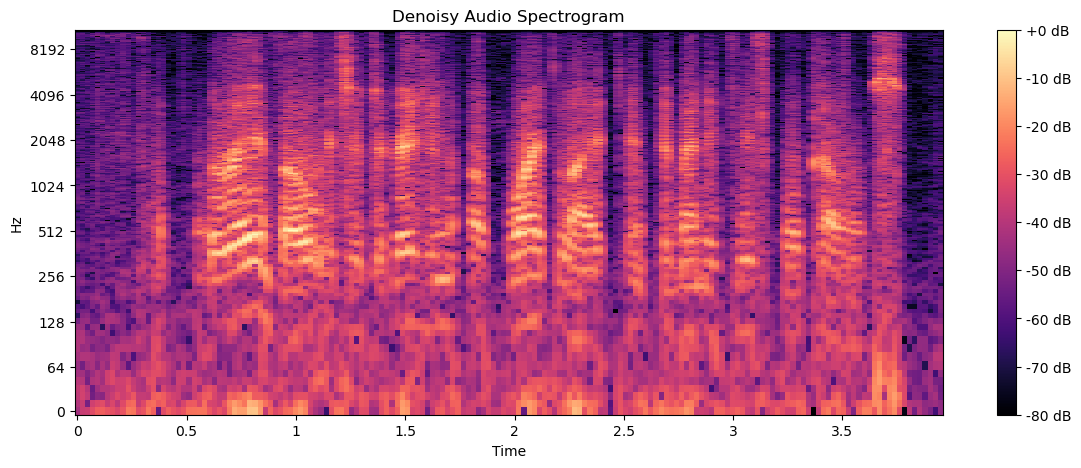 Denoisy Audio Spectrogram
Hz
8192
4096
2048
1024
512
256
128
64
0
0
0.5
1
1.5
2
2.5
3
3.5
Time
+0 dB
-10 dB
-20 dB
-30 dB
-40 dB
-50 dB
-60 dB
-70 dB
-80 dB